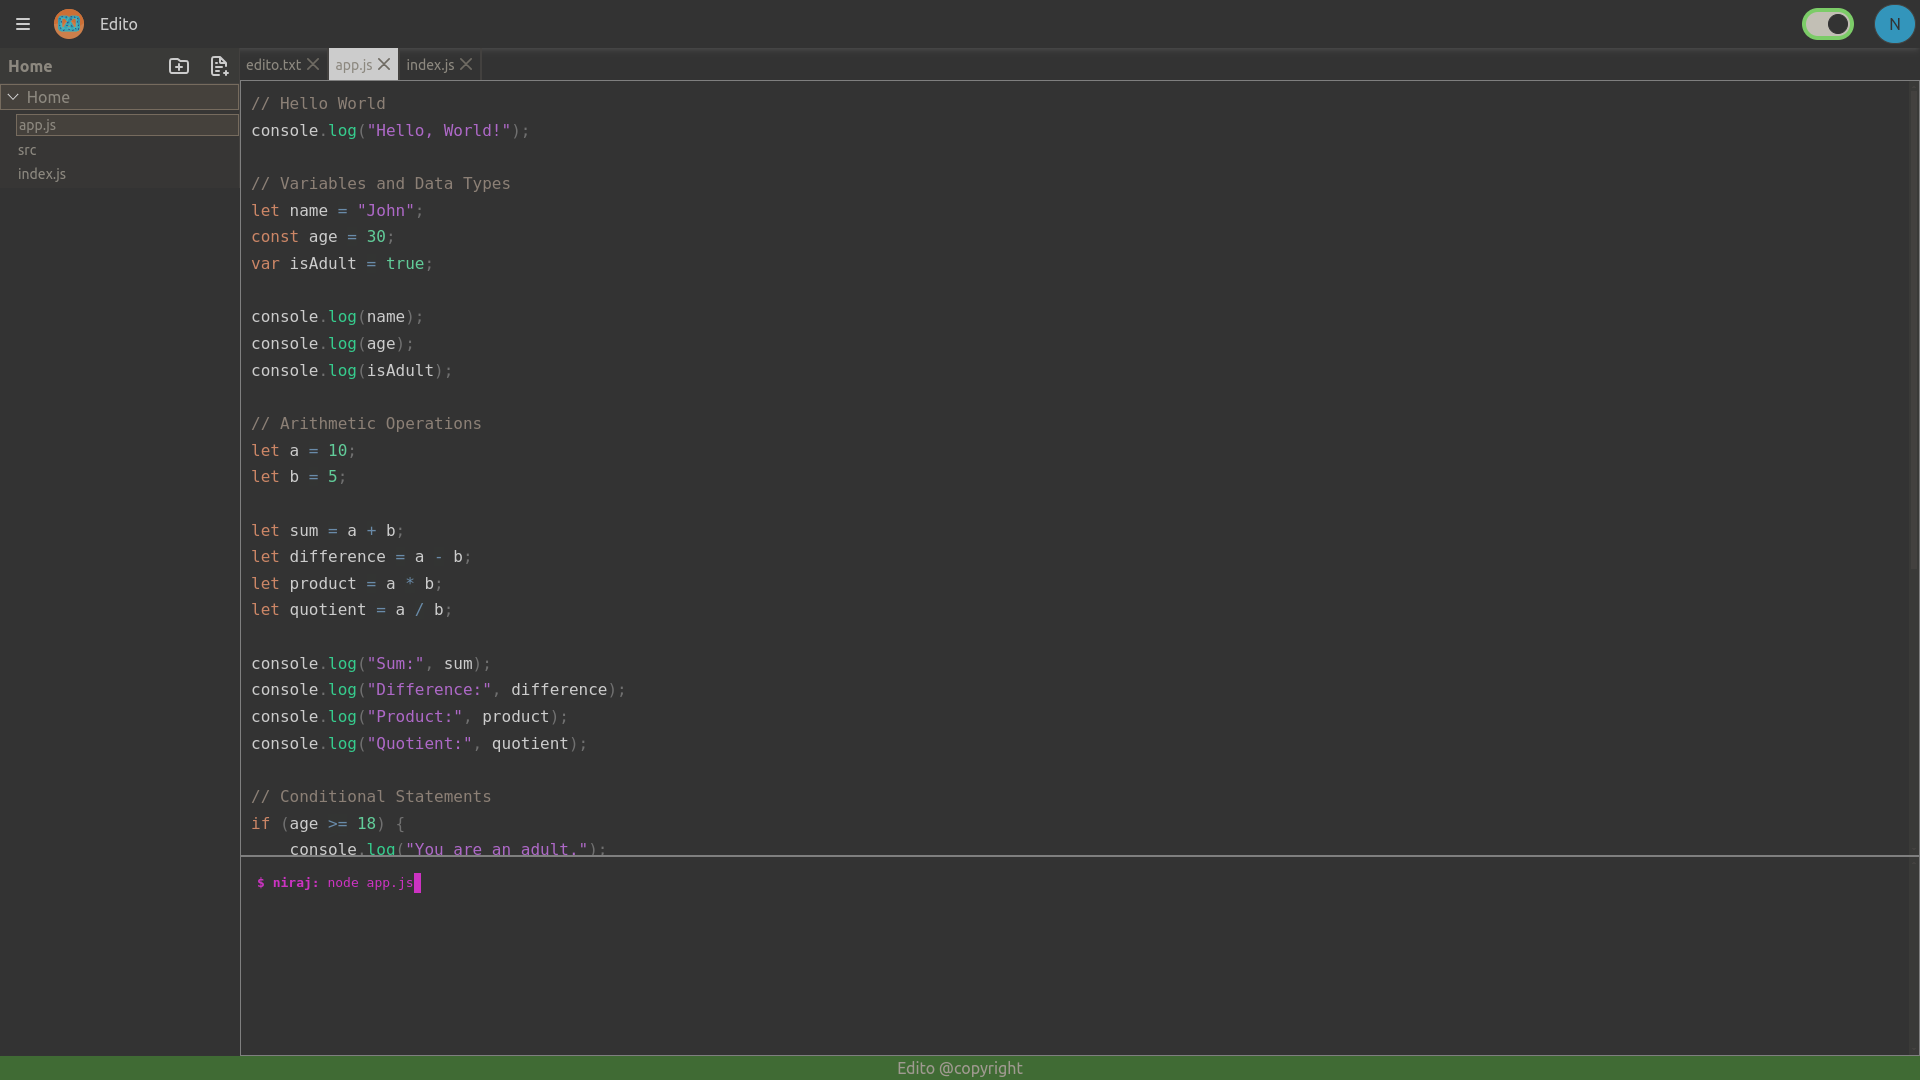 Edito
N
Home
Home
app.js
src
index.js
edito.txt app.js index.js
// Hello World
console.log("Hello, World!");
// Variables and Data Types
let name = "John";
const age = 30;
var isAdult = true;
console.log(name);
console.log(age);
console.log(isAdult);
// Arithmetic Operations
let a = 10;
let b = 5;
let sum = a + b;
let difference = a - b;
let product = a * b;
let quotient = a / b;
console.log("Sum:", sum);
console.log("Difference:", difference);
console.log("Product:", product);
console.log("Quotient:", quotient);
// Conditional Statements
if (age >= 18) {
    console.log("You are an adult.");
$ niraj: node app.js
Edito @copyright